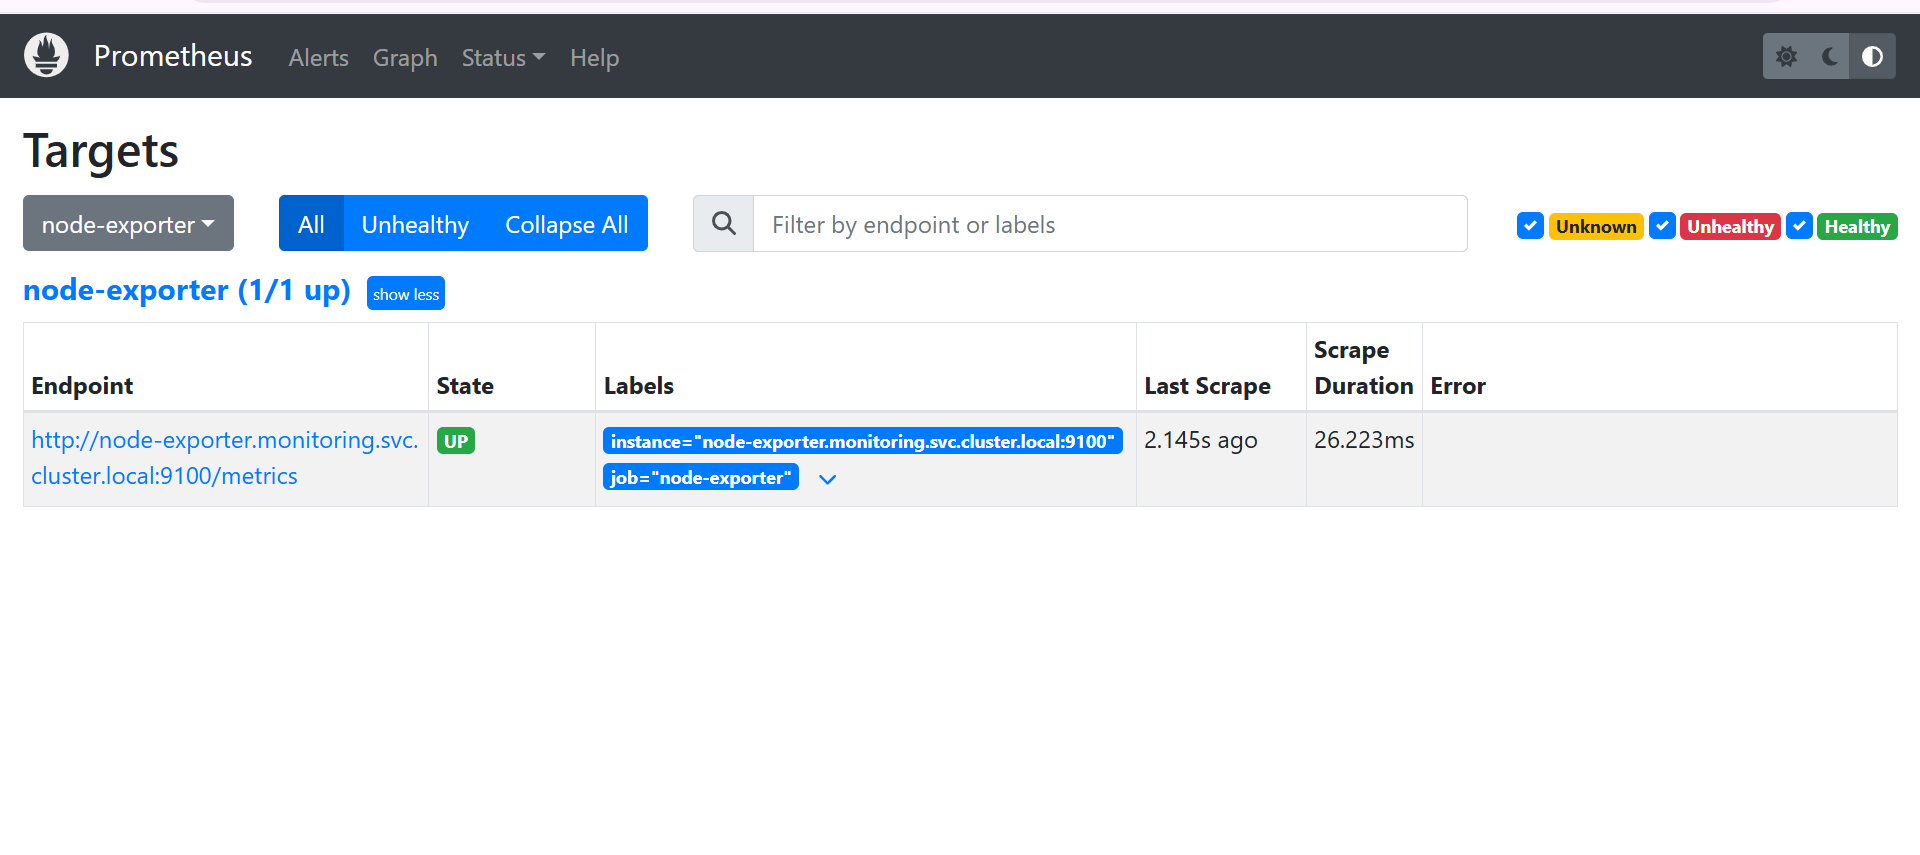 Prometheus Alerts Graph Status Help
Targets
node-exporter All Unhealthy Collapse All Filter by endpoint or labels Unknown Unhealthy Healthy
node-exporter (1/1 up) show less
Endpoint State Labels Last Scrape Scrape Duration Error
http://node-exporter.monitoring.svc.cluster.local:9100/metrics UP instance="node-exporter.monitoring.svc.cluster.local:9100" 2.145s ago 26.223ms
job="node-exporter"